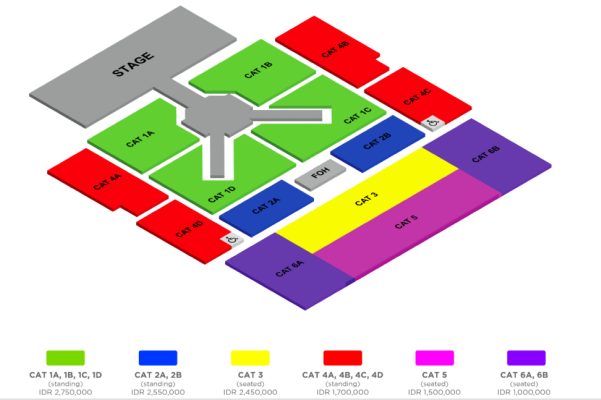 STAGE
CAT 4B
CAT 1B
CAT 4C
CAT 1C
CAT 1A
CAT 2B
CAT 6B
CAT 4A
CAT 1D
FOH
CAT 3
CAT 2A
CAT 5
CAT 4D
CAT 6A
CAT 1A, 1B, 1C, 1D
(standing)
IDR 2,750,000
CAT 2A, 2B
(standing)
IDR 2,550,000
CAT 3
(seated)
IDR 2,450,000
CAT 4A, 4B, 4C, 4D
(standing)
IDR 1,700,000
CAT 5
(seated)
IDR 1,500,000
CAT 6A, 6B
(seated)
IDR 1,000,000